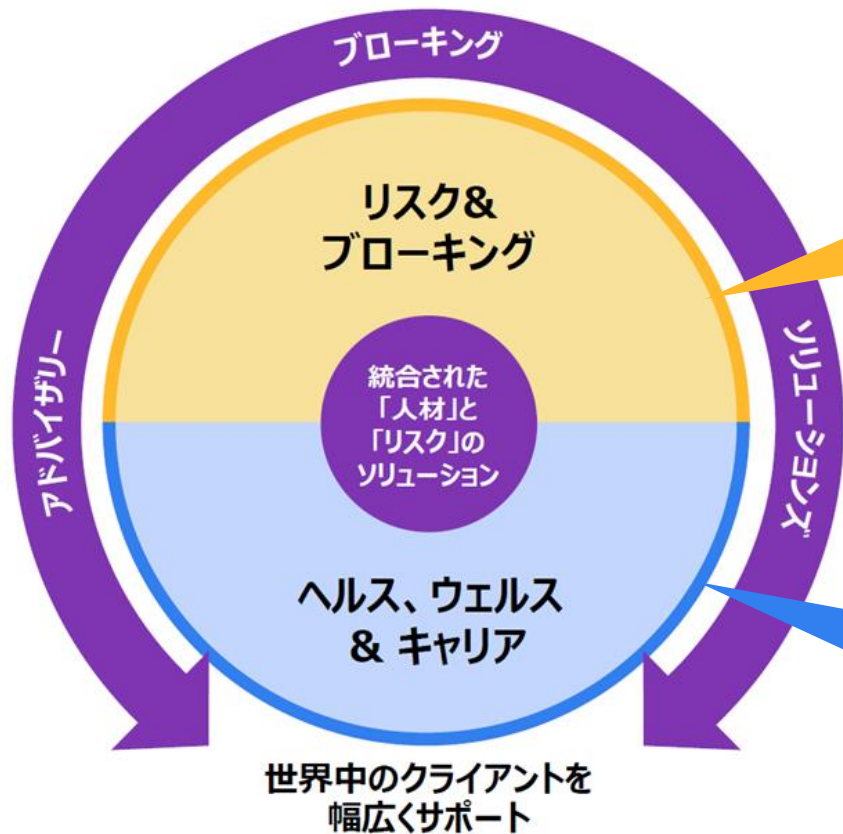 ブローキング
リスク&
ブローキング
アドバイザリー
ソリューションズ
統合された
「人材」と
「リスク」の
ソリューション
ヘルス、ウェルス
& キャリア
世界中のクライアントを
幅広くサポート